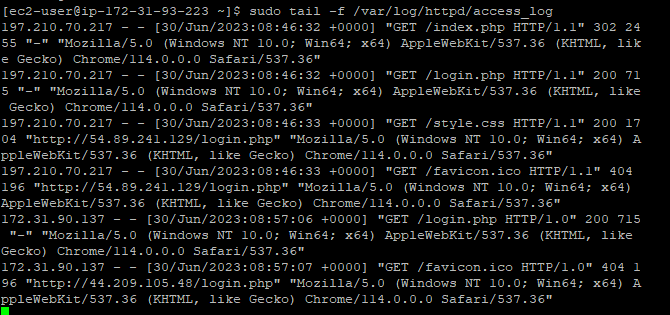 [ec2-user@ip-172-31-93-223 ~]$ sudo tail -f /var/log/httpd/access_log
197.210.70.217 - - [30/Jun/2023:08:46:32 +0000] "GET /index.php HTTP/1.1" 302 24
55 "-" "Mozilla/5.0 (Windows NT 10.0; Win64; x64) AppleWebKit/537.36 (KHTML, lik
e Gecko) Chrome/114.0.0.0 Safari/537.36"
197.210.70.217 - - [30/Jun/2023:08:46:32 +0000] "GET /login.php HTTP/1.1" 200 71
5 "-" "Mozilla/5.0 (Windows NT 10.0; Win64; x64) AppleWebKit/537.36 (KHTML, like
 Gecko) Chrome/114.0.0.0 Safari/537.36"
197.210.70.217 - - [30/Jun/2023:08:46:33 +0000] "GET /style.css HTTP/1.1" 200 17
04 "http://54.89.241.129/login.php" "Mozilla/5.0 (Windows NT 10.0; Win64; x64) A
ppleWebKit/537.36 (KHTML, like Gecko) Chrome/114.0.0.0 Safari/537.36"
197.210.70.217 - - [30/Jun/2023:08:46:33 +0000] "GET /favicon.ico HTTP/1.1" 404
196 "http://54.89.241.129/login.php" "Mozilla/5.0 (Windows NT 10.0; Win64; x64)
AppleWebKit/537.36 (KHTML, like Gecko) Chrome/114.0.0.0 Safari/537.36"
172.31.90.137 - - [30/Jun/2023:08:57:06 +0000] "GET /login.php HTTP/1.0" 200 715
 "-" "Mozilla/5.0 (Windows NT 10.0; Win64; x64) AppleWebKit/537.36 (KHTML, like
Gecko) Chrome/114.0.0.0 Safari/537.36"
172.31.90.137 - - [30/Jun/2023:08:57:07 +0000] "GET /favicon.ico HTTP/1.0" 404 1
96 "http://44.209.105.48/login.php" "Mozilla/5.0 (Windows NT 10.0; Win64; x64) A
ppleWebKit/537.36 (KHTML, like Gecko) Chrome/114.0.0.0 Safari/537.36"